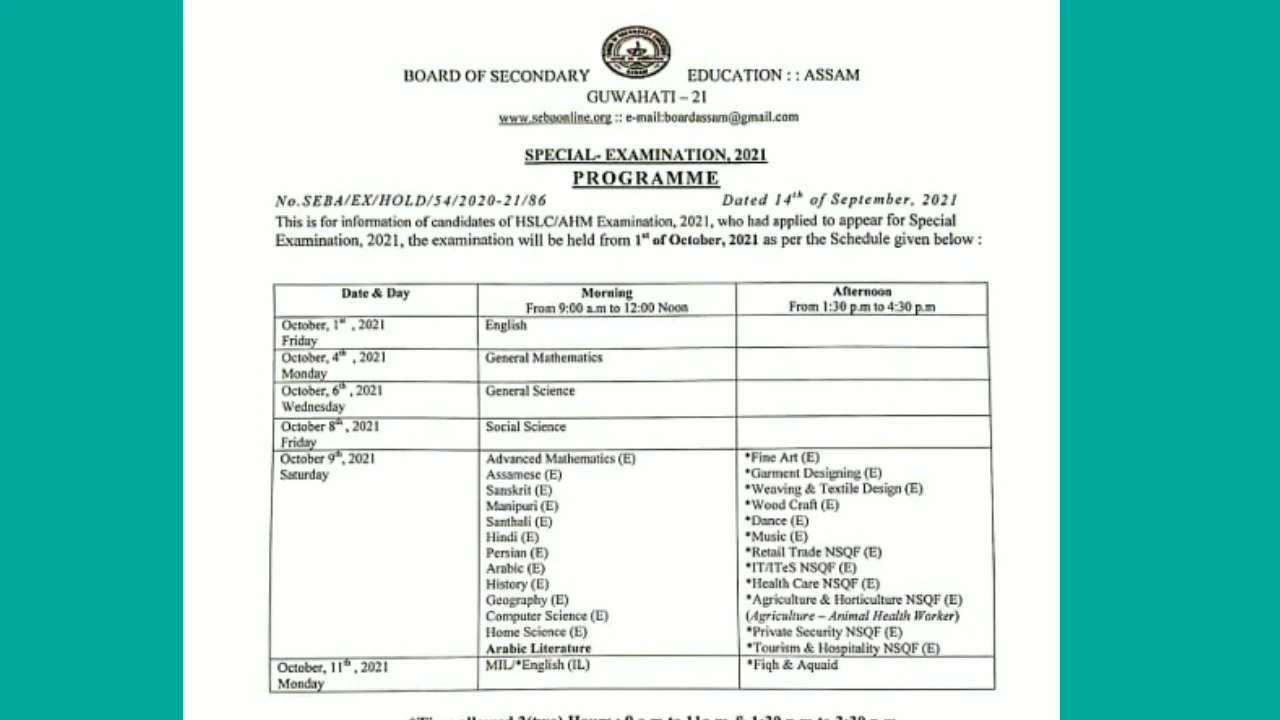 BOARD OF SECONDARY EDUCATION : : ASSAM
GUWAHATI – 21
www.sebaonline.org :: e-mail:boardassam@gmail.com
SPECIAL- EXAMINATION, 2021
PROGRAMME
No.SEBA/EX/HOLD/54/2020-21/86 Dated 14th of September, 2021
This is for information of candidates of HSLC/AHM Examination, 2021, who had applied to appear for Special
Examination, 2021, the examination will be held from 1st of October, 2021 as per the Schedule given below :
Date & Day Morning Afternoon
From 9:00 a.m to 12:00 Noon From 1:30 p.m to 4:30 p.m
October, 1st , 2021 English
Friday
October, 4th , 2021 General Mathematics
Monday
October, 6th , 2021 General Science
Wednesday
October 8th , 2021 Social Science
Friday
October 9th, 2021 Advanced Mathematics (E) *Fine Art (E)
Saturday Assamese (E) *Garment Designing (E)
Sanskrit (E) *Weaving & Textile Design (E)
Manipuri (E) *Wood Craft (E)
Santhali (E) *Dance (E)
Hindi (E) *Music (E)
Persian (E) *Retail Trade NSQF (E)
Arabic (E) *IT/ITeS NSQF (E)
History (E) *Health Care NSQF (E)
Geography (E) *Agriculture & Horticulture NSQF (E)
Computer Science (E) (Agriculture – Animal Health Worker)
Home Science (E) *Private Security NSQF (E)
Arabic Literature *Tourism & Hospitality NSQF (E)
October, 11th , 2021 MIL/*English (IL) *Fiqh & Aquaid
Monday